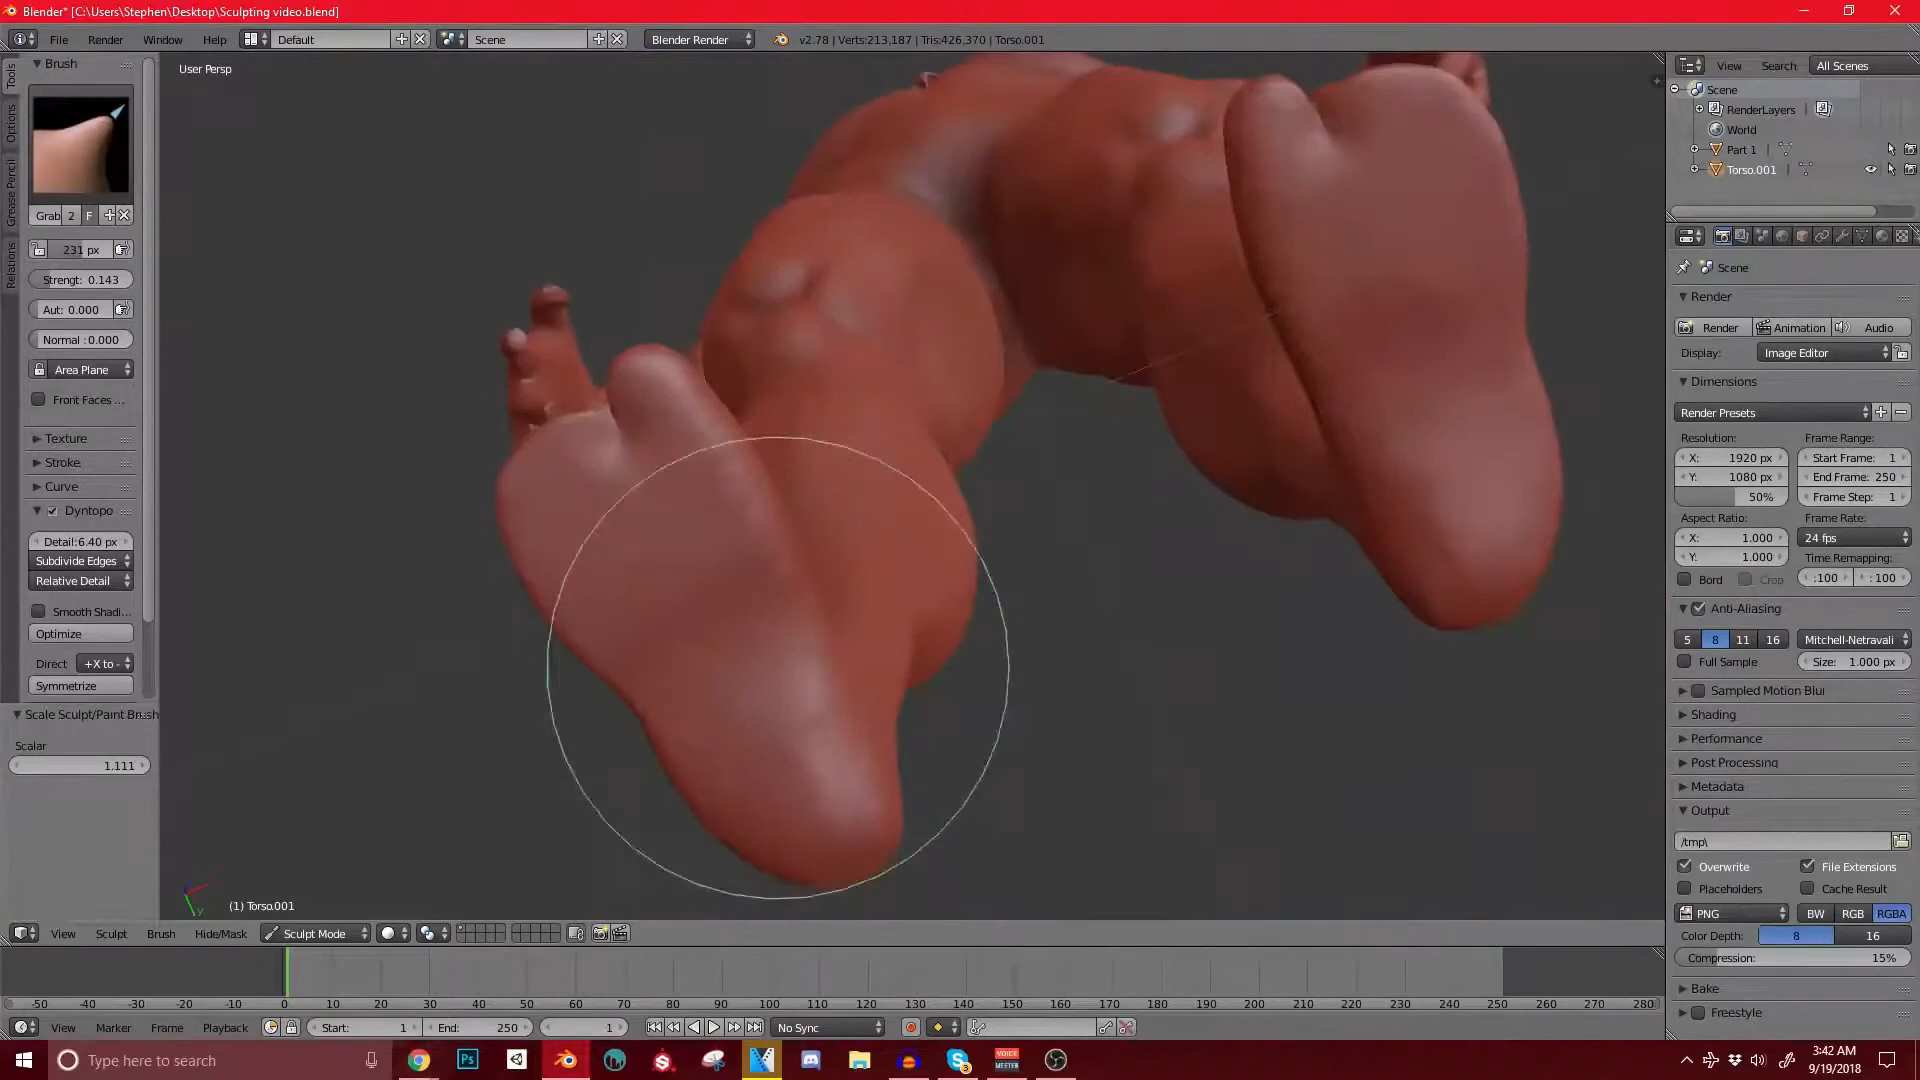 Blender* [C:\Users\Stephen\Desktop\Sculpting video.blend]
File Render Window Help Default Scene Blender Render v2.78 | Verts:213,187 | Tris:426,370 | Torso.001
Tools
Options
Grease Pencil
Relations
Brush
Grab 2 F
231 px
Strengt: 0.143
Aut: 0.000
Normal : 0.000
Area Plane
Front Faces ...
Texture
Stroke
Curve
Dyntopo
Detail:6.40 px
Subdivide Edges
Relative Detail
Smooth Shadi...
Optimize
Direct +X to -
Symmetrize
Scale Sculpt/Paint Brush
Scalar
1.111
User Persp
(1) Torso.001
View Sculpt Brush Hide/Mask Sculpt Mode
-50 -40 -30 -20 -10 0 10 20 30 40 50 60 70 80 90 100 110 120 130 140 150 160 170 180 190 200 210 220 230 240 250 260 270 280
View Marker Frame Playback Start: 1 End: 250 1 No Sync
View Search All Scenes
Scene
RenderLayers
World
Part 1
Torso.001
Scene
Render
Render Animation Audio
Display: Image Editor
Dimensions
Render Presets
Resolution: Frame Range:
X: 1920 px Start Frame: 1
Y: 1080 px End Frame: 250
50% Frame Step: 1
Aspect Ratio: Frame Rate:
X: 1.000 24 fps
Y: 1.000 Time Remapping:
Bord Crop :100 : 100
Anti-Aliasing
5 8 11 16 Mitchell-Netravali
Full Sample Size: 1.000 px
Sampled Motion Blur
Shading
Performance
Post Processing
Metadata
Output
/tmp\
Overwrite File Extensions
Placeholders Cache Result
PNG BW RGB RGBA
Color Depth: 8 16
Compression: 15%
Bake
Freestyle
Type here to search
Ps
VOICE
MEETER
3
3:42 AM
9/19/2018